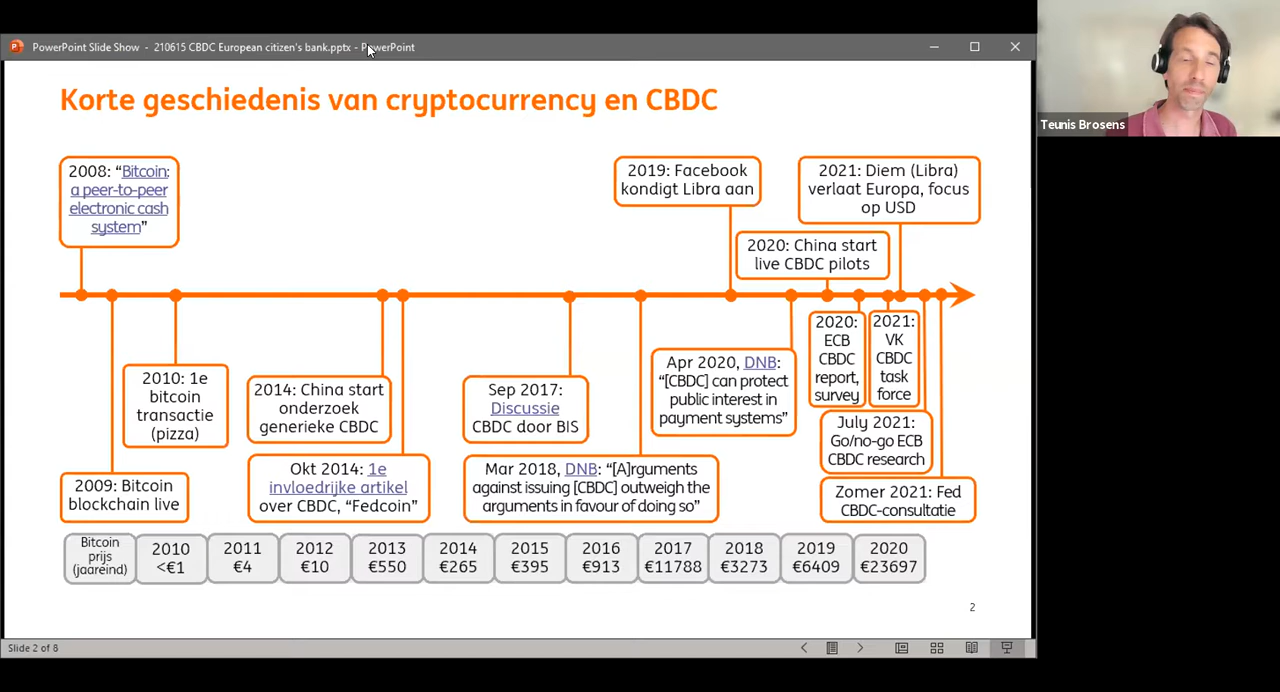 PowerPoint Slide Show - 210615 CBDC European citizen's bank.pptx - PowerPoint
Teunis Brosens
Korte geschiedenis van cryptocurrency en CBDC
2008: “Bitcoin:
a peer-to-peer
electronic cash
system”
2019: Facebook
kondigt Libra aan
2021: Diem (Libra)
verlaat Europa, focus
op USD
2020: China start
live CBDC pilots
2009: Bitcoin
blockchain live
2010: 1e
bitcoin
transactie
(pizza)
2014: China start
onderzoek
generieke CBDC
Okt 2014: 1e
invloedrijke artikel
over CBDC, “Fedcoin”
Sep 2017:
Discussie
CBDC door BIS
Mar 2018, DNB: “[A]rguments
against issuing [CBDC] outweigh the
arguments in favour of doing so”
Apr 2020, DNB:
“[CBDC] can protect
public interest in
payment systems”
2020:
ECB
CBDC
report,
survey
2021:
VK
CBDC
task
force
July 2021:
Go/no-go ECB
CBDC research
Zomer 2021: Fed
CBDC-consultatie
Bitcoin
prijs
(jaareind)
2010
<€1
2011
€4
2012
€10
2013
€550
2014
€265
2015
€395
2016
€913
2017
€11788
2018
€3273
2019
€6409
2020
€23697
2
Slide 2 of 8